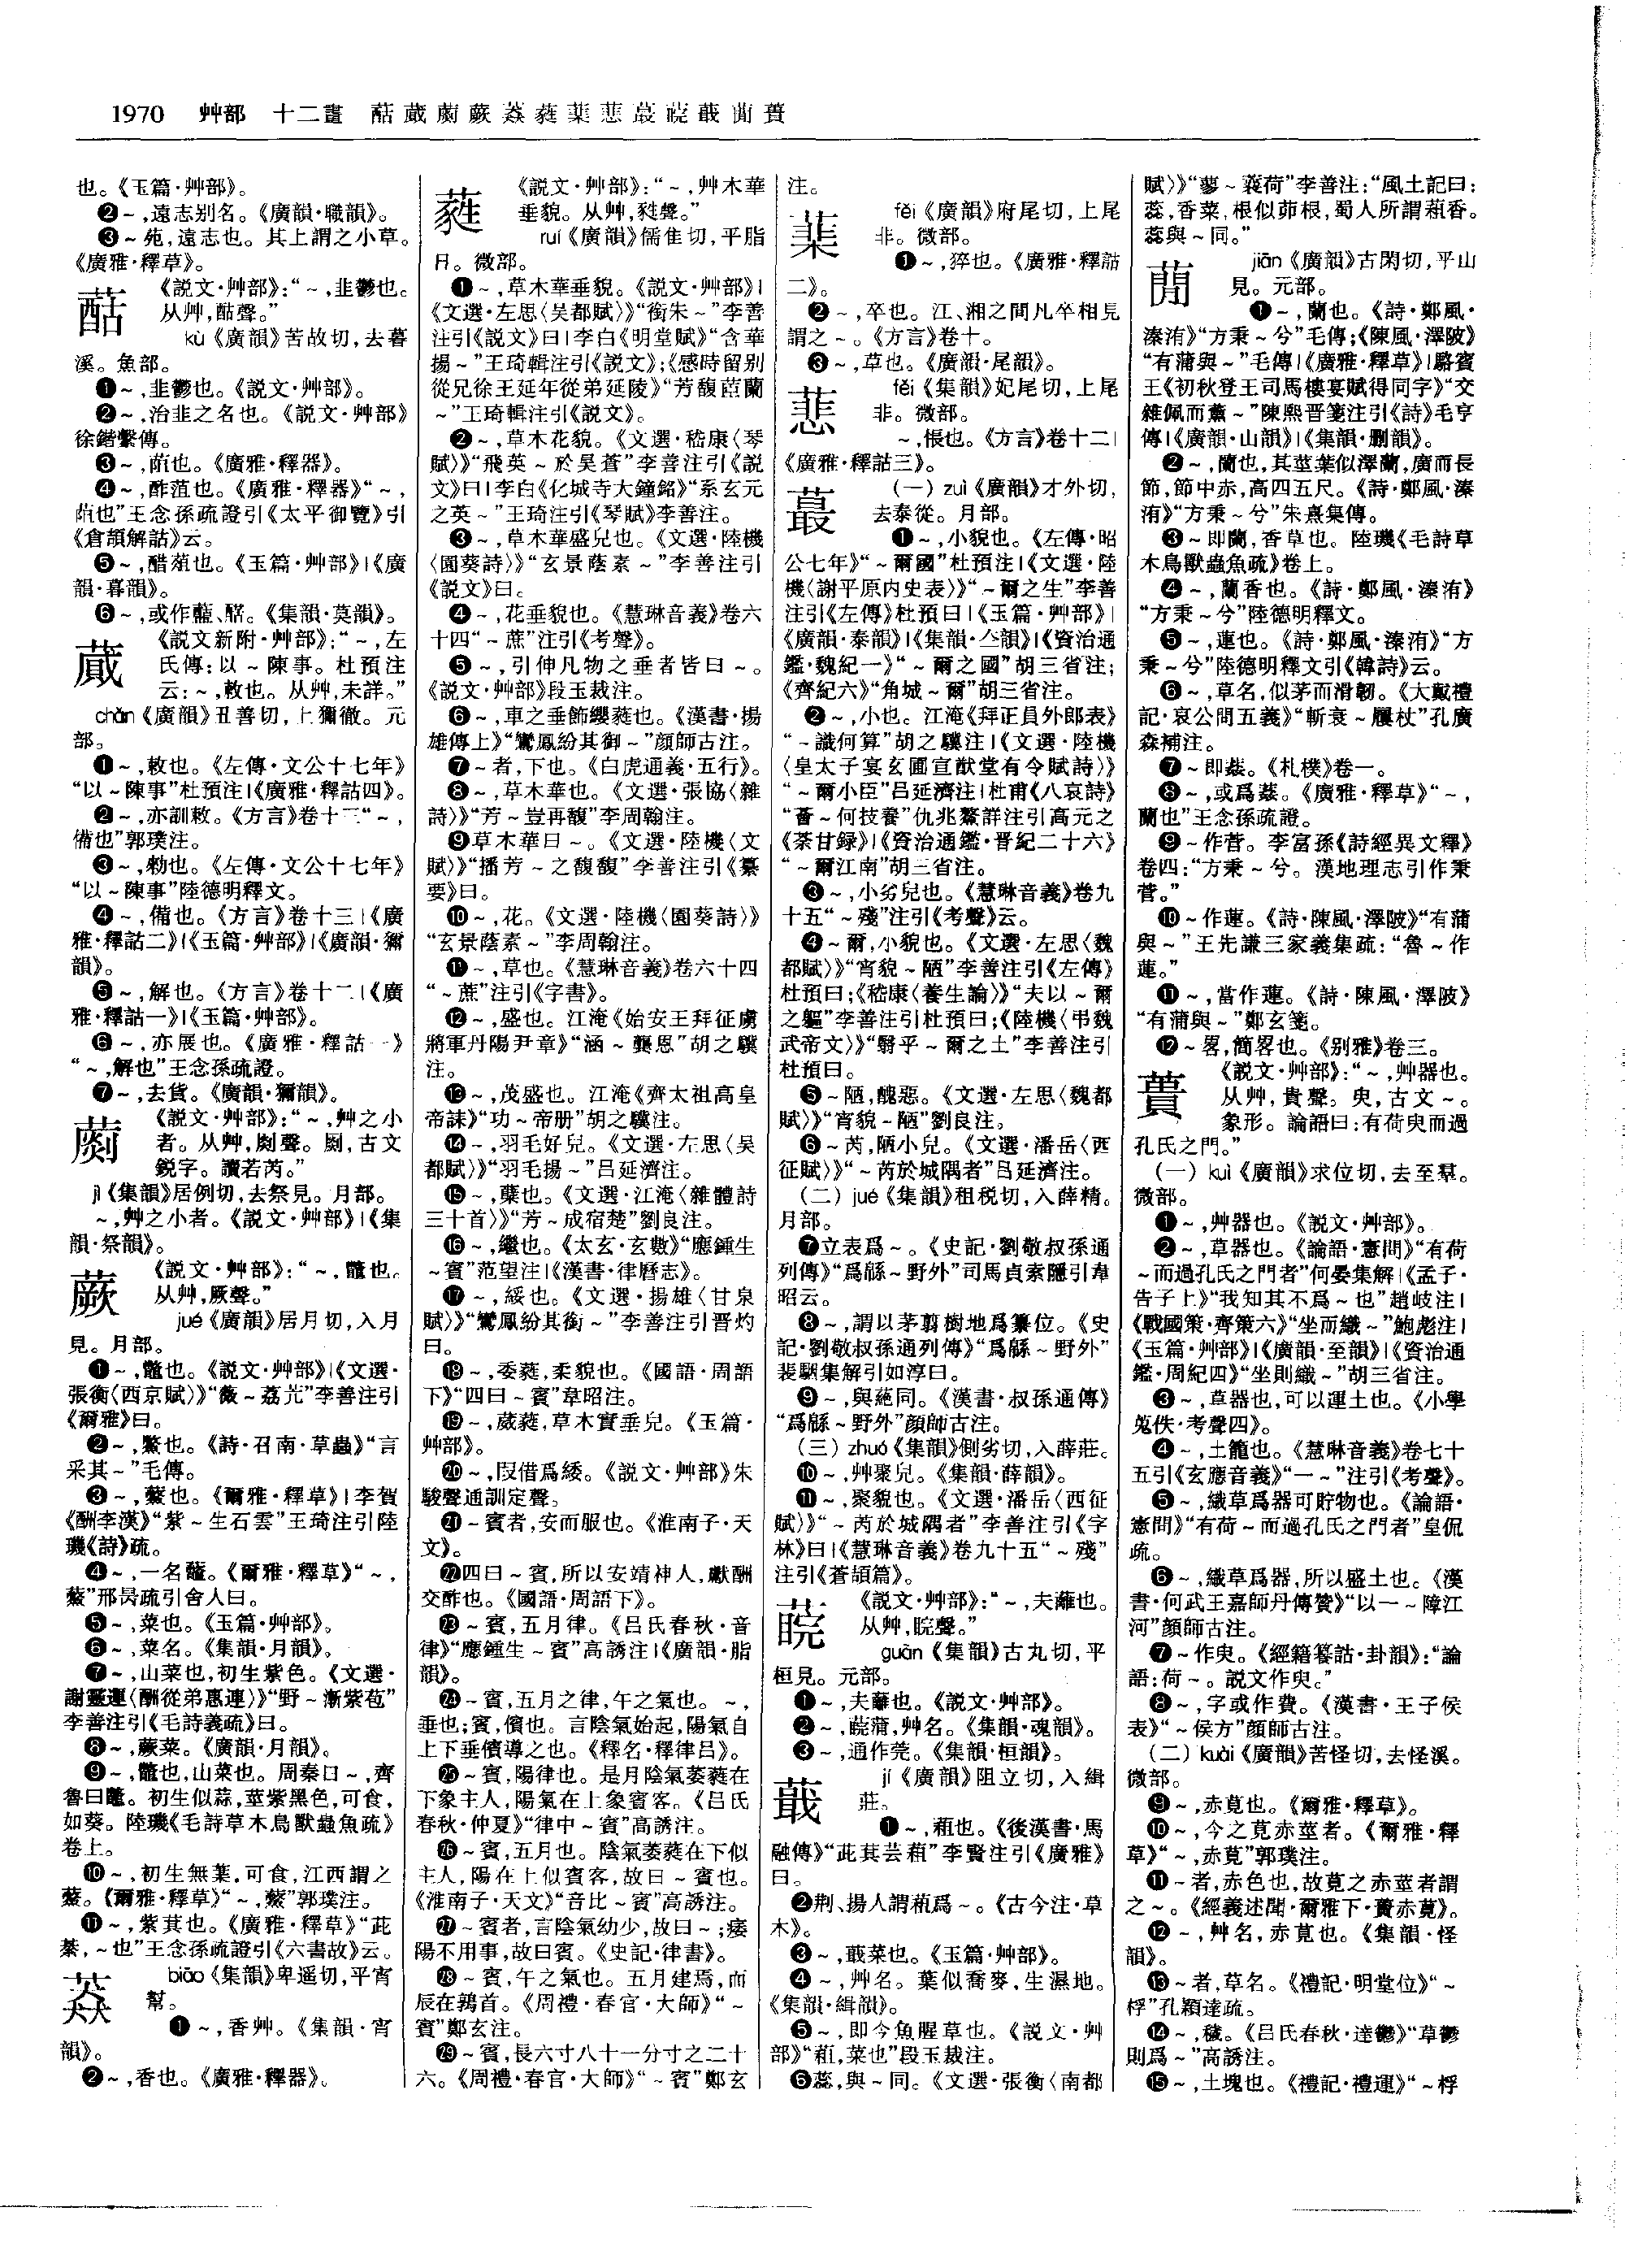 1970 艸部 十二畫 𦽭蕆𦼮蕨猋蕤蕜蕞䕀蕺蕑蕢
也。《玉篇·艸部》。
❷～,遠志别名。《廣韻·職韻》。
❸～苑,遠志也。其上謂之小草。
《廣雅·釋草》。
《説文·艸部》:“～,韭鬱也。
从艸,酤聲。”
kù《廣韻》苦故切,去暮
溪。魚部。
❶～,韭鬱也。《説文·艸部》。
❷～,治韭之名也。《説文·艸部》
徐鍇繫傳。
❸～,菹也。《廣雅·釋器》。
❹～,酢菹也。《廣雅·釋器》“～,
菹也”王念孫疏證引《太平御覽》引
《倉頡解詁》云。
❺～,醋菹也。《玉篇·艸部》|《廣
韻·暮韻》。
❻～,或作𧆐、䣷。《集韻·莫韻》。
蕆
《説文新附·艸部》:“～,左
氏傳:以～陳事。杜預注
云:～,敕也。从艸,未詳。”
chǎn《廣韻》丑善切,上獮徹。元
部。
❶～,敕也。《左傳·文公十七年》
“以～陳事”杜預注|《廣雅·釋詁四》。
❷～,亦訓敕。《方言》卷十三“～,
備也”郭璞注。
❸～,勑也。《左傳·文公十七年》
“以～陳事”陸德明釋文。
❹～,備也。《方言》卷十三|《廣
雅·釋詁二》|《玉篇·艸部》|《廣韻·獮
韻》。
❺～,解也。《方言》卷十二|《廣
雅·釋詁一》|《玉篇·艸部》。
❻～,亦展也。《廣雅·釋詁一》
“～,解也”王念孫疏證。
❼～,去貨。《廣韻·獮韻》。
《説文·艸部》:“～,艸之小
者。从艸,𠛎聲。𠛎,古文
鋭字。讀若芮。”
jì《集韻》居例切,去祭見。月部。
～,艸之小者。《説文·艸部》|《集
韻·祭韻》。
蕨
《説文·艸部》:“～,虌也。
从艸,厥聲。”
jué《廣韻》居月切,入月
見。月部。
❶～,虌也。《説文·艸部》|《文選·
張衡〈西京賦〉》“薇～荔芀”李善注引
《爾雅》曰。
❷～,鱉也。《詩·召南·草蟲》“言
采其～”毛傳。
❸～,虌也。《爾雅·釋草》|李賀
《酬李漢》“紫～生石雲”王琦注引陸
璣《詩》疏。
❹～,一名虌。《爾雅·釋草》“～,
虌”邢昺疏引舍人曰。
❺～,菜也。《玉篇·艸部》。
❻～,菜名。《集韻·月韻》。
❼～,山菜也,初生紫色。《文選·
謝靈運〈酬從弟惠連〉》“野～漸紫苞”
李善注引《毛詩義疏》曰。
❽～,蕨菜。《廣韻·月韻》。
❾～,虌也,山菜也。周秦曰～,齊
魯曰虌。初生似蒜,莖紫黑色,可食,
如葵。陸璣《毛詩草木鳥獸蟲魚疏》
卷上。
❿～,初生無葉,可食,江西謂之
虌。《爾雅·釋草》“～,虌”郭璞注。
⓫～,紫萁也。《廣雅·釋草》“茈
綦,～也”王念孫疏證引《六書故》云。
biāo《集韻》卑遥切,平宵
幫。
❶～,香艸。《集韻·宵
韻》。
❷～,香也。《廣雅·釋器》。
蕤
《説文·艸部》:“～,艸木華
垂貌。从艸,甤聲。”
ruí《廣韻》儒隹切,平脂
日。微部。
❶～,草木華垂貌。《説文·艸部》|
《文選·左思〈吴都賦〉》“銜朱～”李善
注引《説文》曰|李白《明堂賦》“含華
揚～”王琦輯注引《説文》;《感時留别
從兄徐王延年從弟延陵》“芳馥茝蘭
～”王琦輯注引《説文》。
❷～,草木花貌。《文選·嵇康〈琴
賦〉》“飛英～於昊蒼”李善注引《説
文》曰|李白《化城寺大鐘銘》“系玄元
之英～”王琦注引《琴賦》李善注。
❸～,草木華盛皃也。《文選·陸機
〈園葵詩〉》“玄景蔭素～”李善注引
《説文》曰。
❹～,花垂貌也。《慧琳音義》卷六
十四“～蔗”注引《考聲》。
❺～,引伸凡物之垂者皆曰～。
《説文·艸部》段玉裁注。
❻～,車之垂飾纓蕤也。《漢書·揚
雄傳上》“鸞鳳紛其御～”顔師古注。
❼～者,下也。《白虎通義·五行》。
❽～,草木華也。《文選·張協〈雜
詩〉》“芳～豈再馥”李周翰注。
❾草木華曰～。《文選·陸機〈文
賦〉》“播芳～之馥馥”李善注引《纂
要》曰。
❿～,花。《文選·陸機〈園葵詩〉》
“玄景蔭素～”李周翰注。
⓫～,草也。《慧琳音義》卷六十四
“～蔗”注引《字書》。
⓬～,盛也。江淹《始安王拜征虜
將軍丹陽尹章》“涵～襲恩”胡之驥
注。
⓭～,茂盛也。江淹《齊太祖高皇
帝誄》“功～帝册”胡之驥注。
⓮～,羽毛好皃。《文選·左思〈吴
都賦〉》“羽毛揚～”吕延濟注。
⓯～,蘃也。《文選·江淹〈雜體詩
三十首〉》“芳～成宿楚”劉良注。
⓰～,繼也。《太玄·玄數》“應鍾生
～賓”范望注|《漢書·律曆志》。
⓱～,綏也。《文選·揚雄〈甘泉
賦〉》“鸞鳳紛其銜～”李善注引晋灼
曰。
⓲～,委蕤,柔貌也。《國語·周語
下》“四曰～賓”韋昭注。
⓳～,葳蕤,草木實垂皃。《玉篇·
艸部》。
⓴～,叚借爲緌。《説文·艸部》朱
駿聲通訓定聲。
㉑～賓者,安而服也。《淮南子·天
文》。
㉒四曰～賓,所以安靖神人,獻酬
交酢也。《國語·周語下》。
㉓～賓,五月律。《吕氏春秋·音
律》“應鍾生～賓”高誘注|《廣韻·脂
韻》。
㉔～賓,五月之律,午之氣也。～,
垂也;賓,儐也。言陰氣始起,陽氣自
上下垂儐導之也。《釋名·釋律吕》。
㉕～賓,陽律也。是月陰氣萎蕤在
下象主人,陽氣在上象賓客。《吕氏
春秋·仲夏》“律中～賓”高誘注。
㉖～賓,五月也。陰氣萎蕤在下似
主人,陽在上似賓客,故曰～賓也。
《淮南子·天文》“音比～賓”高誘注。
㉗～賓者,言陰氣幼少,故曰～;痿
陽不用事,故曰賓。《史記·律書》。
㉘～賓,午之氣也。五月建焉,而
辰在鶉首。《周禮·春官·大師》“～
賓”鄭玄注。
㉙～賓,長六寸八十一分寸之二十
六。《周禮·春官·大師》“～賓”鄭玄
注。
fěi《廣韻》府尾切,上尾
非。微部。
❶～,猝也。《廣雅·釋詁
二》。
❷～,卒也。江、湘之間凡卒相見
謂之～。《方言》卷十。
❸～,草也。《廣韻·尾韻》。
蕜
fěi《集韻》妃尾切,上尾
非。微部。
～,悵也。《方言》卷十二|
《廣雅·釋詁三》。
蕞
(一)zuì《廣韻》才外切,
去泰從。月部。
❶～,小貌也。《左傳·昭
公七年》“～爾國”杜預注|《文選·陸
機〈謝平原内史表〉》“～爾之生”李善
注引《左傳》杜預曰|《玉篇·艸部》|
《廣韻·泰韻》|《集韻·夳韻》|《資治通
鑑·魏紀一》“～爾之國”胡三省注;
《齊紀六》“角城～爾”胡三省注。
❷～,小也。江淹《拜正員外郎表》
“～識何算”胡之驥注|《文選·陸機
〈皇太子宴玄圃宣猷堂有令賦詩〉》
“～爾小臣”吕延濟注|杜甫《八哀詩》
“薈～何技癢”仇兆鰲詳注引高元之
《荼甘録》|《資治通鑑·晋紀二十六》
“～爾江南”胡三省注。
❸～,小劣皃也。《慧琳音義》卷九
十五“～殘”注引《考聲》云。
❹～爾,小貌也。《文選·左思〈魏
都賦〉》“宵貌～陋”李善注引《左傳》
杜預曰;《嵇康〈養生論〉》“夫以～爾
之軀”李善注引杜預曰;《陸機〈弔魏
武帝文〉》“翳乎～爾之土”李善注引
杜預曰。
❺～陋,醜惡。《文選·左思〈魏都
賦〉》“宵貌～陋”劉良注。
❻～芮,陋小皃。《文選·潘岳〈西
征賦〉》“～芮於城隅者”吕延濟注。
(二)jué《集韻》租税切,入薛精。
月部。
❼立表爲～。《史記·劉敬叔孫通
列傳》“爲緜～野外”司馬貞索隱引韋
昭云。
❽～,謂以茅翦樹地爲纂位。《史
記·劉敬叔孫通列傳》“爲緜～野外”
裴駰集解引如淳曰。
❾～,與蕝同。《漢書·叔孫通傳》
“爲緜～野外”顔師古注。
(三)zhuó《集韻》側劣切,入薛莊。
❿～,艸聚皃。《集韻·薛韻》。
⓫～,聚貌也。《文選·潘岳〈西征
賦〉》“～芮於城隅者”李善注引《字
林》曰|《慧琳音義》卷九十五“～殘”
注引《蒼頡篇》。
《説文·艸部》:“～,夫蘺也。
从艸,睆聲。”
guān《集韻》古丸切,平
桓見。元部。
❶～,夫蘺也。《説文·艸部》。
❷～,蒲,艸名。《集韻·魂韻》。
❸～,通作莞。《集韻·桓韻》。
蕺
jí《廣韻》阻立切,入緝
莊。
❶～,蒩也。《後漢書·馬
融傳》“茈萁芸蒩”李賢注引《廣雅》
曰。
❷荆、揚人謂蒩爲～。《古今注·草
木》。
❸～,蕺菜也。《玉篇·艸部》。
❹～,艸名。葉似蕎麥,生濕地。
《集韻·緝韻》。
❺～,即今魚腥草也。《説文·艸
部》“蒩,菜也”段玉裁注。
❻蕊,與～同。《文選·張衡〈南都
賦〉》“蓼～蘘荷”李善注:“風土記曰:
蕊,香菜,根似茆根,蜀人所謂蒩香。
蕊與～同。”
蕑
jiān《廣韻》古閑切,平山
見。元部。
❶～,蘭也。《詩·鄭風·
溱洧》“方秉～兮”毛傳;《陳風·澤陂》
“有蒲與～”毛傳|《廣雅·釋草》|駱賓
王《初秋登王司馬樓宴賦得同字》“交
雜佩而薰～”陳熙晋箋注引《詩》毛亨
傳|《廣韻·山韻》|《集韻·删韻》。
❷～,蘭也,其莖葉似澤蘭,廣而長
節,節中赤,高四五尺。《詩·鄭風·溱
洧》“方秉～兮”朱熹集傳。
❸～即蘭,香草也。陸璣《毛詩草
木鳥獸蟲魚疏》卷上。
❹～,蘭香也。《詩·鄭風·溱洧》
“方秉～兮”陸德明釋文。
❺～,蓮也。《詩·鄭風·溱洧》“方
秉～兮”陸德明釋文引《韓詩》云。
❻～,草名,似茅而滑韌。《大戴禮
記·哀公問五義》“斬衰～屨杖”孔廣
森補注。
❼～即葌。《札樸》卷一。
❽～,或爲葌。《廣雅·釋草》“～,
蘭也”王念孫疏證。
❾～作菅。李富孫《詩經異文釋》
卷四:“方秉～兮。漢地理志引作秉
菅。”
❿～作蓮。《詩·陳風·澤陂》“有蒲
與～”王先謙三家義集疏:“魯～作
蓮。”
⓫～,當作蓮。《詩·陳風·澤陂》
“有蒲與～”鄭玄箋。
⓬～畧,簡畧也。《别雅》卷三。
蕢
《説文·艸部》:“～,艸器也。
从艸,貴聲。臾,古文～。
象形。論語曰:有荷臾而過
孔氏之門。”
(一)kuì《廣韻》求位切,去至羣。
微部。
❶～,艸器也。《説文·艸部》。
❷～,草器也。《論語·憲問》“有荷
～而過孔氏之門者”何晏集解|《孟子·
告子上》“我知其不爲～也”趙岐注|
《戰國策·齊策六》“坐而織～”鮑彪注|
《玉篇·艸部》|《廣韻·至韻》|《資治通
鑑·周紀四》“坐則織～”胡三省注。
❸～,草器也,可以運土也。《小學
蒐佚·考聲四》。
❹～,土籠也。《慧琳音義》卷七十
五引《玄應音義》“一～”注引《考聲》。
❺～,織草爲器可貯物也。《論語·
憲問》“有荷～而過孔氏之門者”皇侃
疏。
❻～,織草爲器,所以盛土也。《漢
書·何武王嘉師丹傳贊》“以一～障江
河”顔師古注。
❼～作臾。《經籍籑詁·卦韻》:“論
語:荷～。説文作臾。”
❽～,字或作費。《漢書·王子侯
表》“～侯方”顔師古注。
(二)kuài《廣韻》苦怪切,去怪溪。
微部。
❾～,赤莧也。《爾雅·釋草》。
❿～,今之莧赤莖者。《爾雅·釋
草》“～,赤莧”郭璞注。
⓫～者,赤色也,故莧之赤莖者謂
之～。《經義述聞·爾雅下·蕢赤莧》。
⓬～,艸名,赤莧也。《集韻·怪
韻》。
⓭～者,草名。《禮記·明堂位》“～
桴”孔穎達疏。
⓮～,穢。《吕氏春秋·達鬱》“草鬱
則爲～”高誘注。
⓯～,土塊也。《禮記·禮運》“～桴